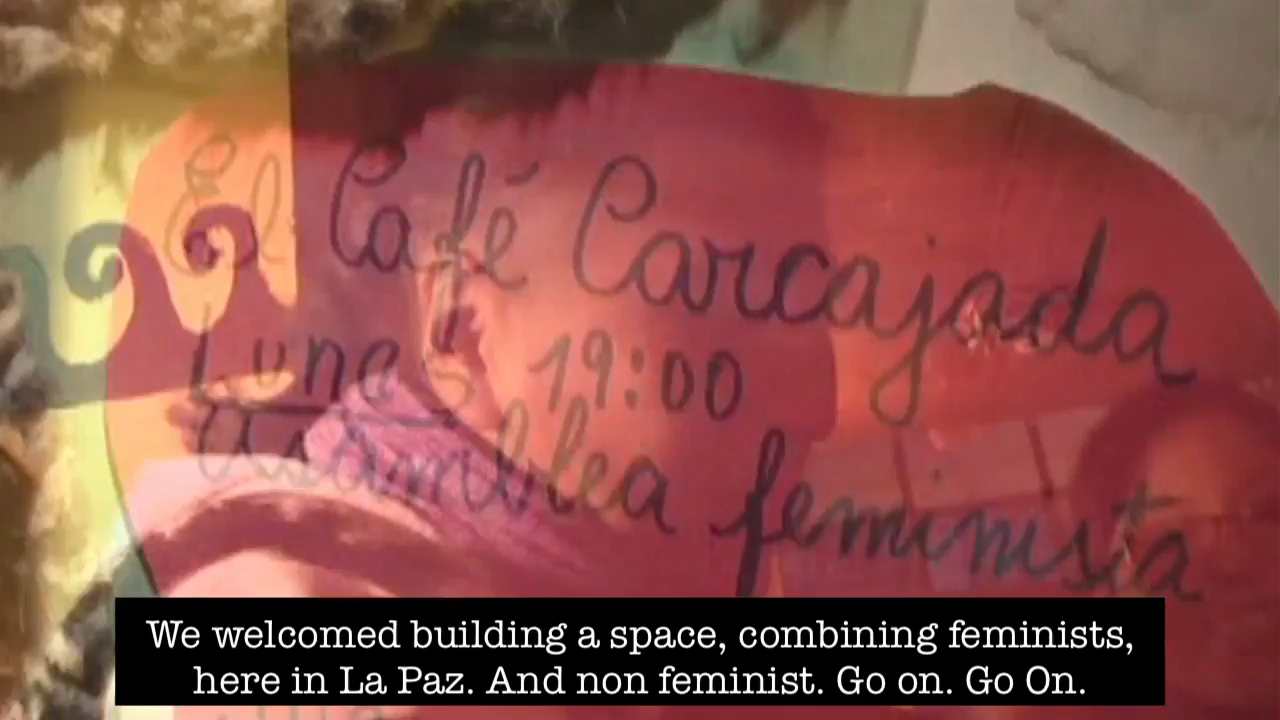 El Café Carcajada
Lunes 19:00
asamblea feminista
We welcomed building a space, combining feminists,
here in La Paz. And non feminist. Go on. Go On.